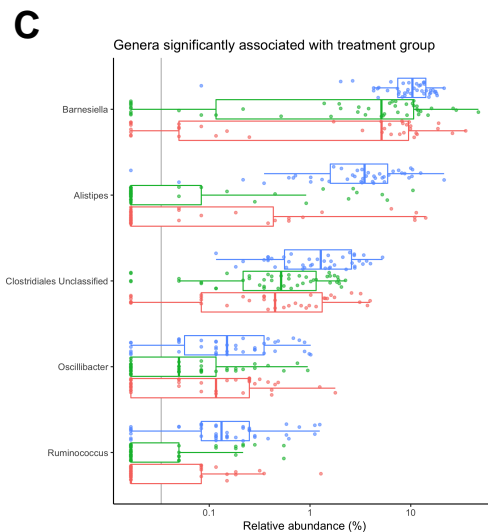 C
Genera significantly associated with treatment group
Barnesiella
Alistipes
Clostridiales Unclassified
Oscillibacter
Ruminococcus
0.1 1 10
Relative abundance (%)